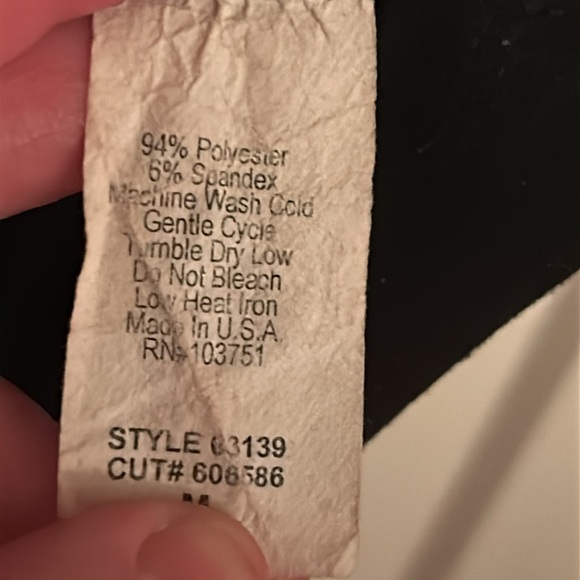 94% Polyester
6% Spandex
Machine Wash Cold
Gentle Cycle
Tumble Dry Low
Do Not Bleach
Low Heat Iron
Made In U.S.A.
RN#103751
STYLE 63139
CUT# 606586
M